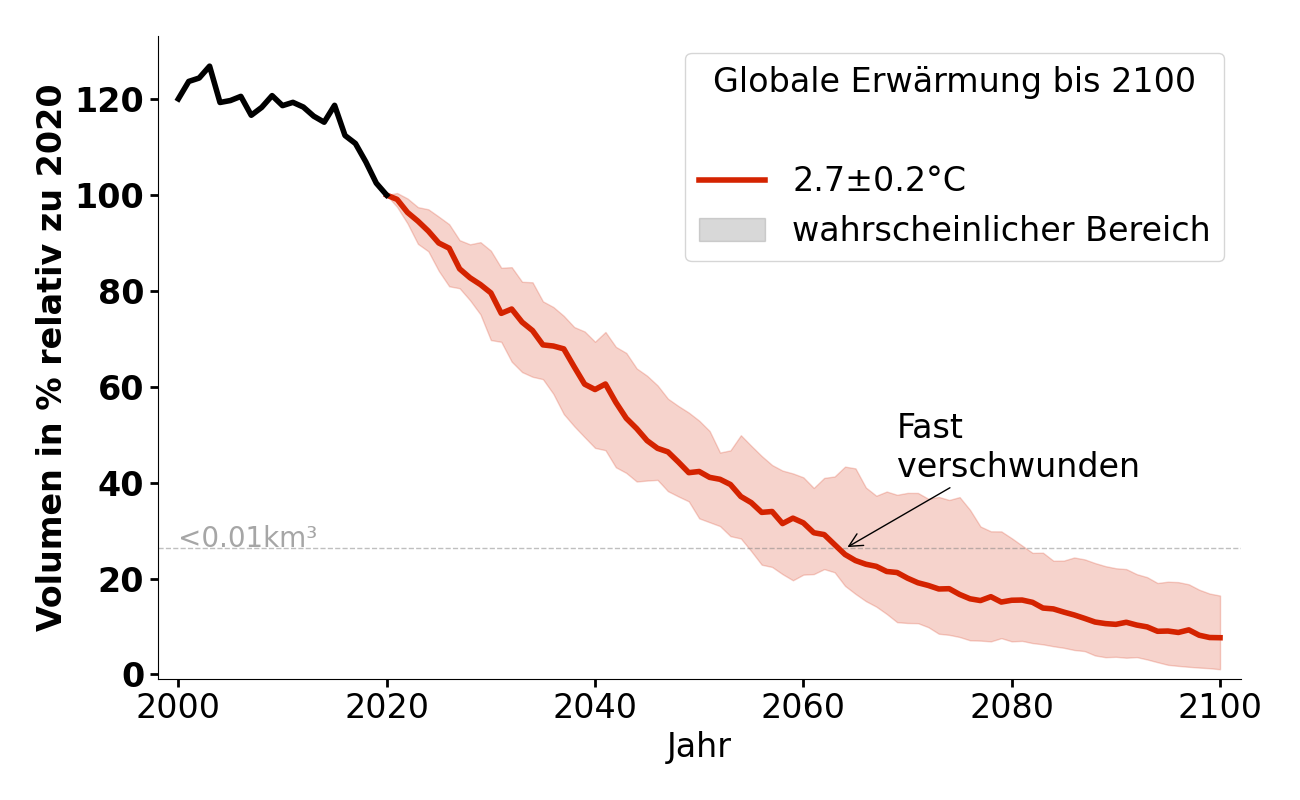 Volumen in % relativ zu 2020
120
100
80
60
40
20
0
Globale Erwärmung bis 2100
2.7±0.2°C
wahrscheinlicher Bereich
Fast
verschwunden
<0.01km³
2000 2020 2040 2060 2080 2100
Jahr